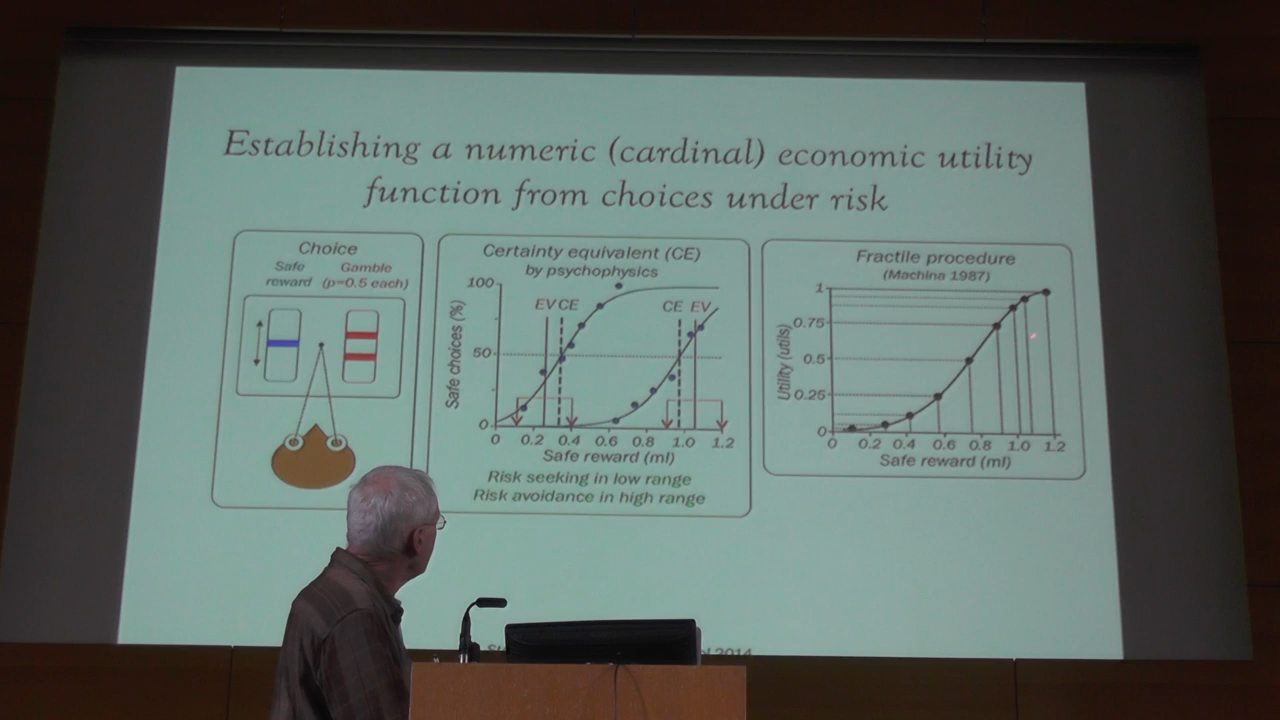 Establishing a numeric (cardinal) economic utility
function from choices under risk
Choice
Safe reward
Gamble (p=0.5 each)
Certainty equivalent (CE)
by psychophysics
Safe choices (%)
100
50
0
EV CE
CE EV
0 0.2 0.4 0.6 0.8 1.0 1.2
Safe reward (ml)
Risk seeking in low range
Risk avoidance in high range
Fractile procedure
(Machina 1987)
Utility (utils)
1
0.75
0.5
0.25
0
0 0.2 0.4 0.6 0.8 1.0 1.2
Safe reward (ml)
2014